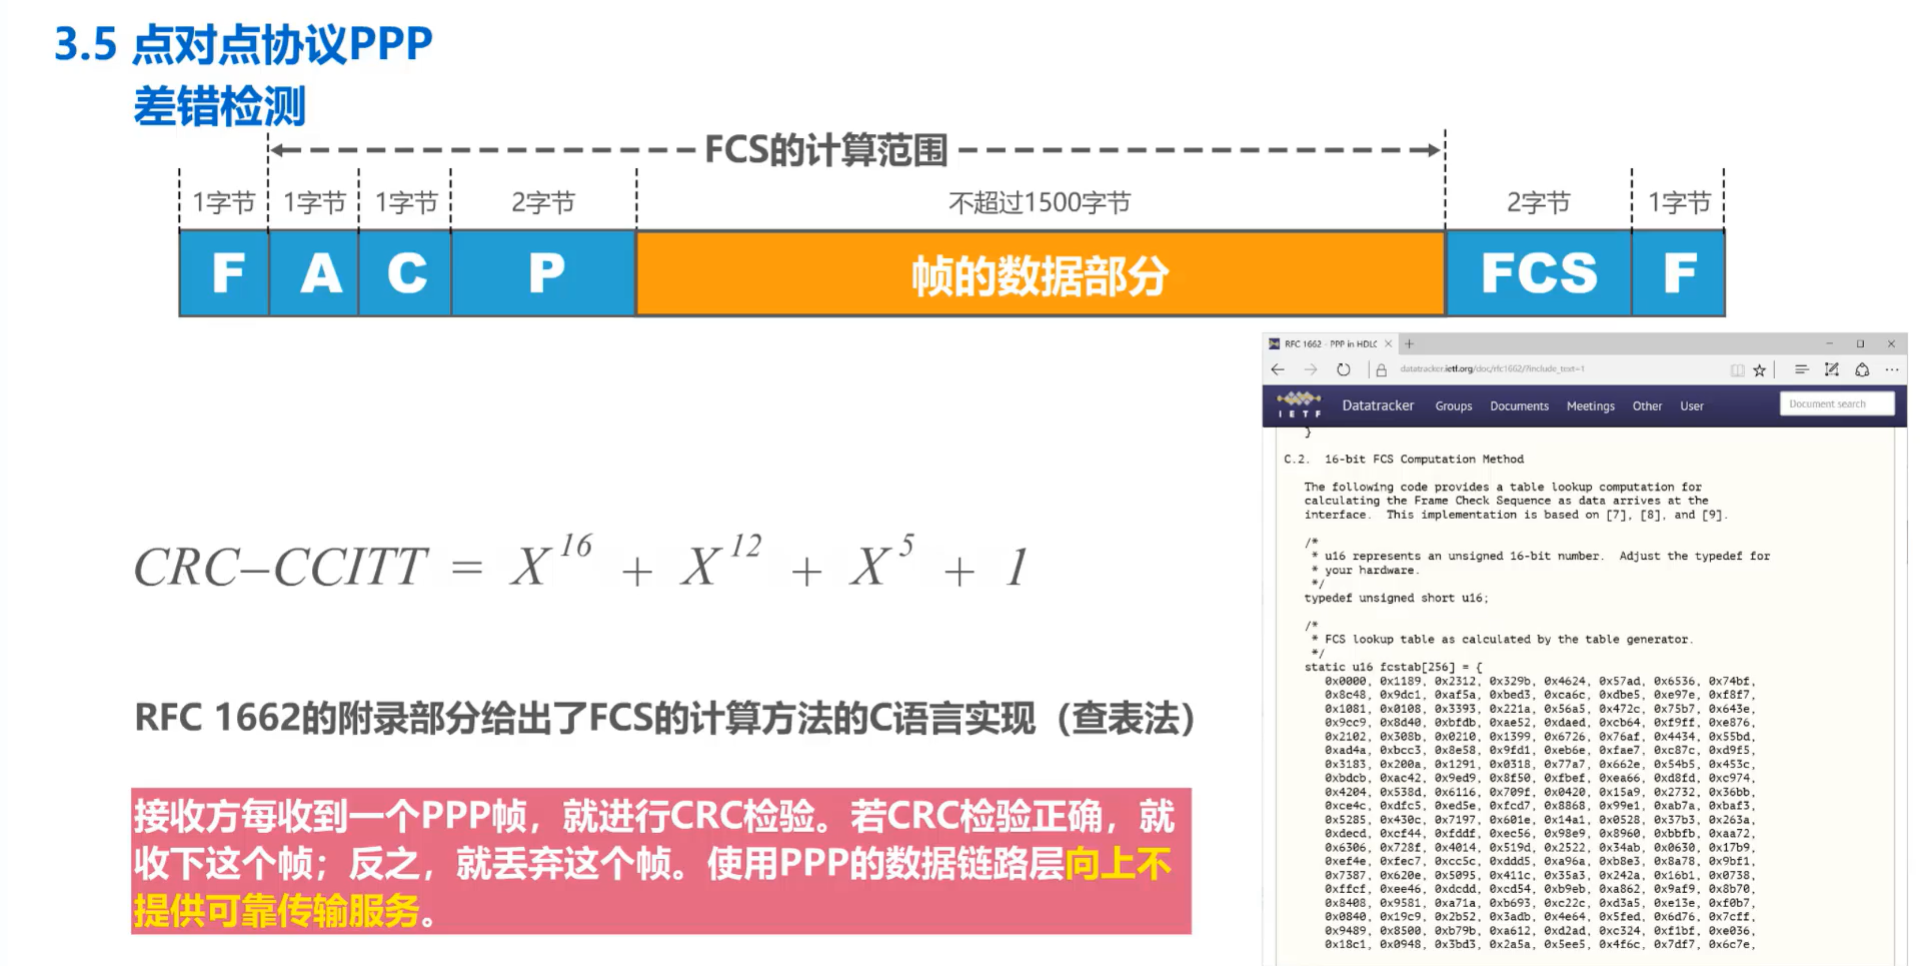 3.5 点对点协议PPP
差错检测
FCS的计算范围
1字节 1字节 1字节 2字节 不超过1500字节 2字节 1字节
F A C P 帧的数据部分 FCS F
CRC–CCITT = X^16 + X^12 + X^5 + 1
RFC 1662的附录部分给出了FCS的计算方法的C语言实现（查表法）
接收方每收到一个PPP帧，就进行CRC检验。若CRC检验正确，就
收下这个帧；反之，就丢弃这个帧。使用PPP的数据链路层向上不
提供可靠传输服务。
RFC 1662 - PPP in HDLC
datatracker.ietf.org/doc/rfc1662/?include_text=1
IETF Datatracker Groups Documents Meetings Other User Document search
}
C.2. 16-bit FCS Computation Method
The following code provides a table lookup computation for
calculating the Frame Check Sequence as data arrives at the
interface. This implementation is based on [7], [8], and [9].
/*
* u16 represents an unsigned 16-bit number. Adjust the typedef for
* your hardware.
*/
typedef unsigned short u16;
/*
* FCS lookup table as calculated by the table generator.
*/
static u16 fcstab[256] = {
0x0000, 0x1189, 0x2312, 0x329b, 0x4624, 0x57ad, 0x6536, 0x74bf,
0x8c48, 0x9dc1, 0xaf5a, 0xbed3, 0xca6c, 0xdbe5, 0xe97e, 0xf8f7,
0x1081, 0x0108, 0x3393, 0x221a, 0x56a5, 0x472c, 0x75b7, 0x643e,
0x9cc9, 0x8d40, 0xbfdb, 0xae52, 0xdaed, 0xcb64, 0xf9ff, 0xe876,
0x2102, 0x308b, 0x0210, 0x1399, 0x6726, 0x76af, 0x4434, 0x55bd,
0xad4a, 0xbcc3, 0x8e58, 0x9fd1, 0xeb6e, 0xfae7, 0xc87c, 0xd9f5,
0x3183, 0x200a, 0x1291, 0x0318, 0x77a7, 0x662e, 0x54b5, 0x453c,
0xbdcb, 0xac42, 0x9ed9, 0x8f50, 0xfbef, 0xea66, 0xd8fd, 0xc974,
0x4204, 0x538d, 0x6116, 0x709f, 0x0420, 0x15a9, 0x2732, 0x36bb,
0xce4c, 0xdfc5, 0xed5e, 0xfcd7, 0x8868, 0x99e1, 0xab7a, 0xbaf3,
0x5285, 0x430c, 0x7197, 0x601e, 0x14a1, 0x0528, 0x37b3, 0x263a,
0xdecd, 0xcf44, 0xfddf, 0xec56, 0x98e9, 0x8960, 0xbbfb, 0xaa72,
0x6306, 0x728f, 0x4014, 0x519d, 0x2522, 0x34ab, 0x0630, 0x17b9,
0xef4e, 0xfec7, 0xcc5c, 0xddd5, 0xa96a, 0xb8e3, 0x8a78, 0x9bf1,
0x7387, 0x620e, 0x5095, 0x411c, 0x35a3, 0x242a, 0x16b1, 0x0738,
0xffcf, 0xee46, 0xdcdd, 0xcd54, 0xb9eb, 0xa862, 0x9af9, 0x8b70,
0x8408, 0x9581, 0xa71a, 0xb693, 0xc22c, 0xd3a5, 0xe13e, 0xf0b7,
0x0840, 0x19c9, 0x2b52, 0x3adb, 0x4e64, 0x5fed, 0x6d76, 0x7cff,
0x9489, 0x8500, 0xb79b, 0xa612, 0xd2ad, 0xc324, 0xf1bf, 0xe036,
0x18c1, 0x0948, 0x3bd3, 0x2a5a, 0x5ee5, 0x4f6c, 0x7df7, 0x6c7e,